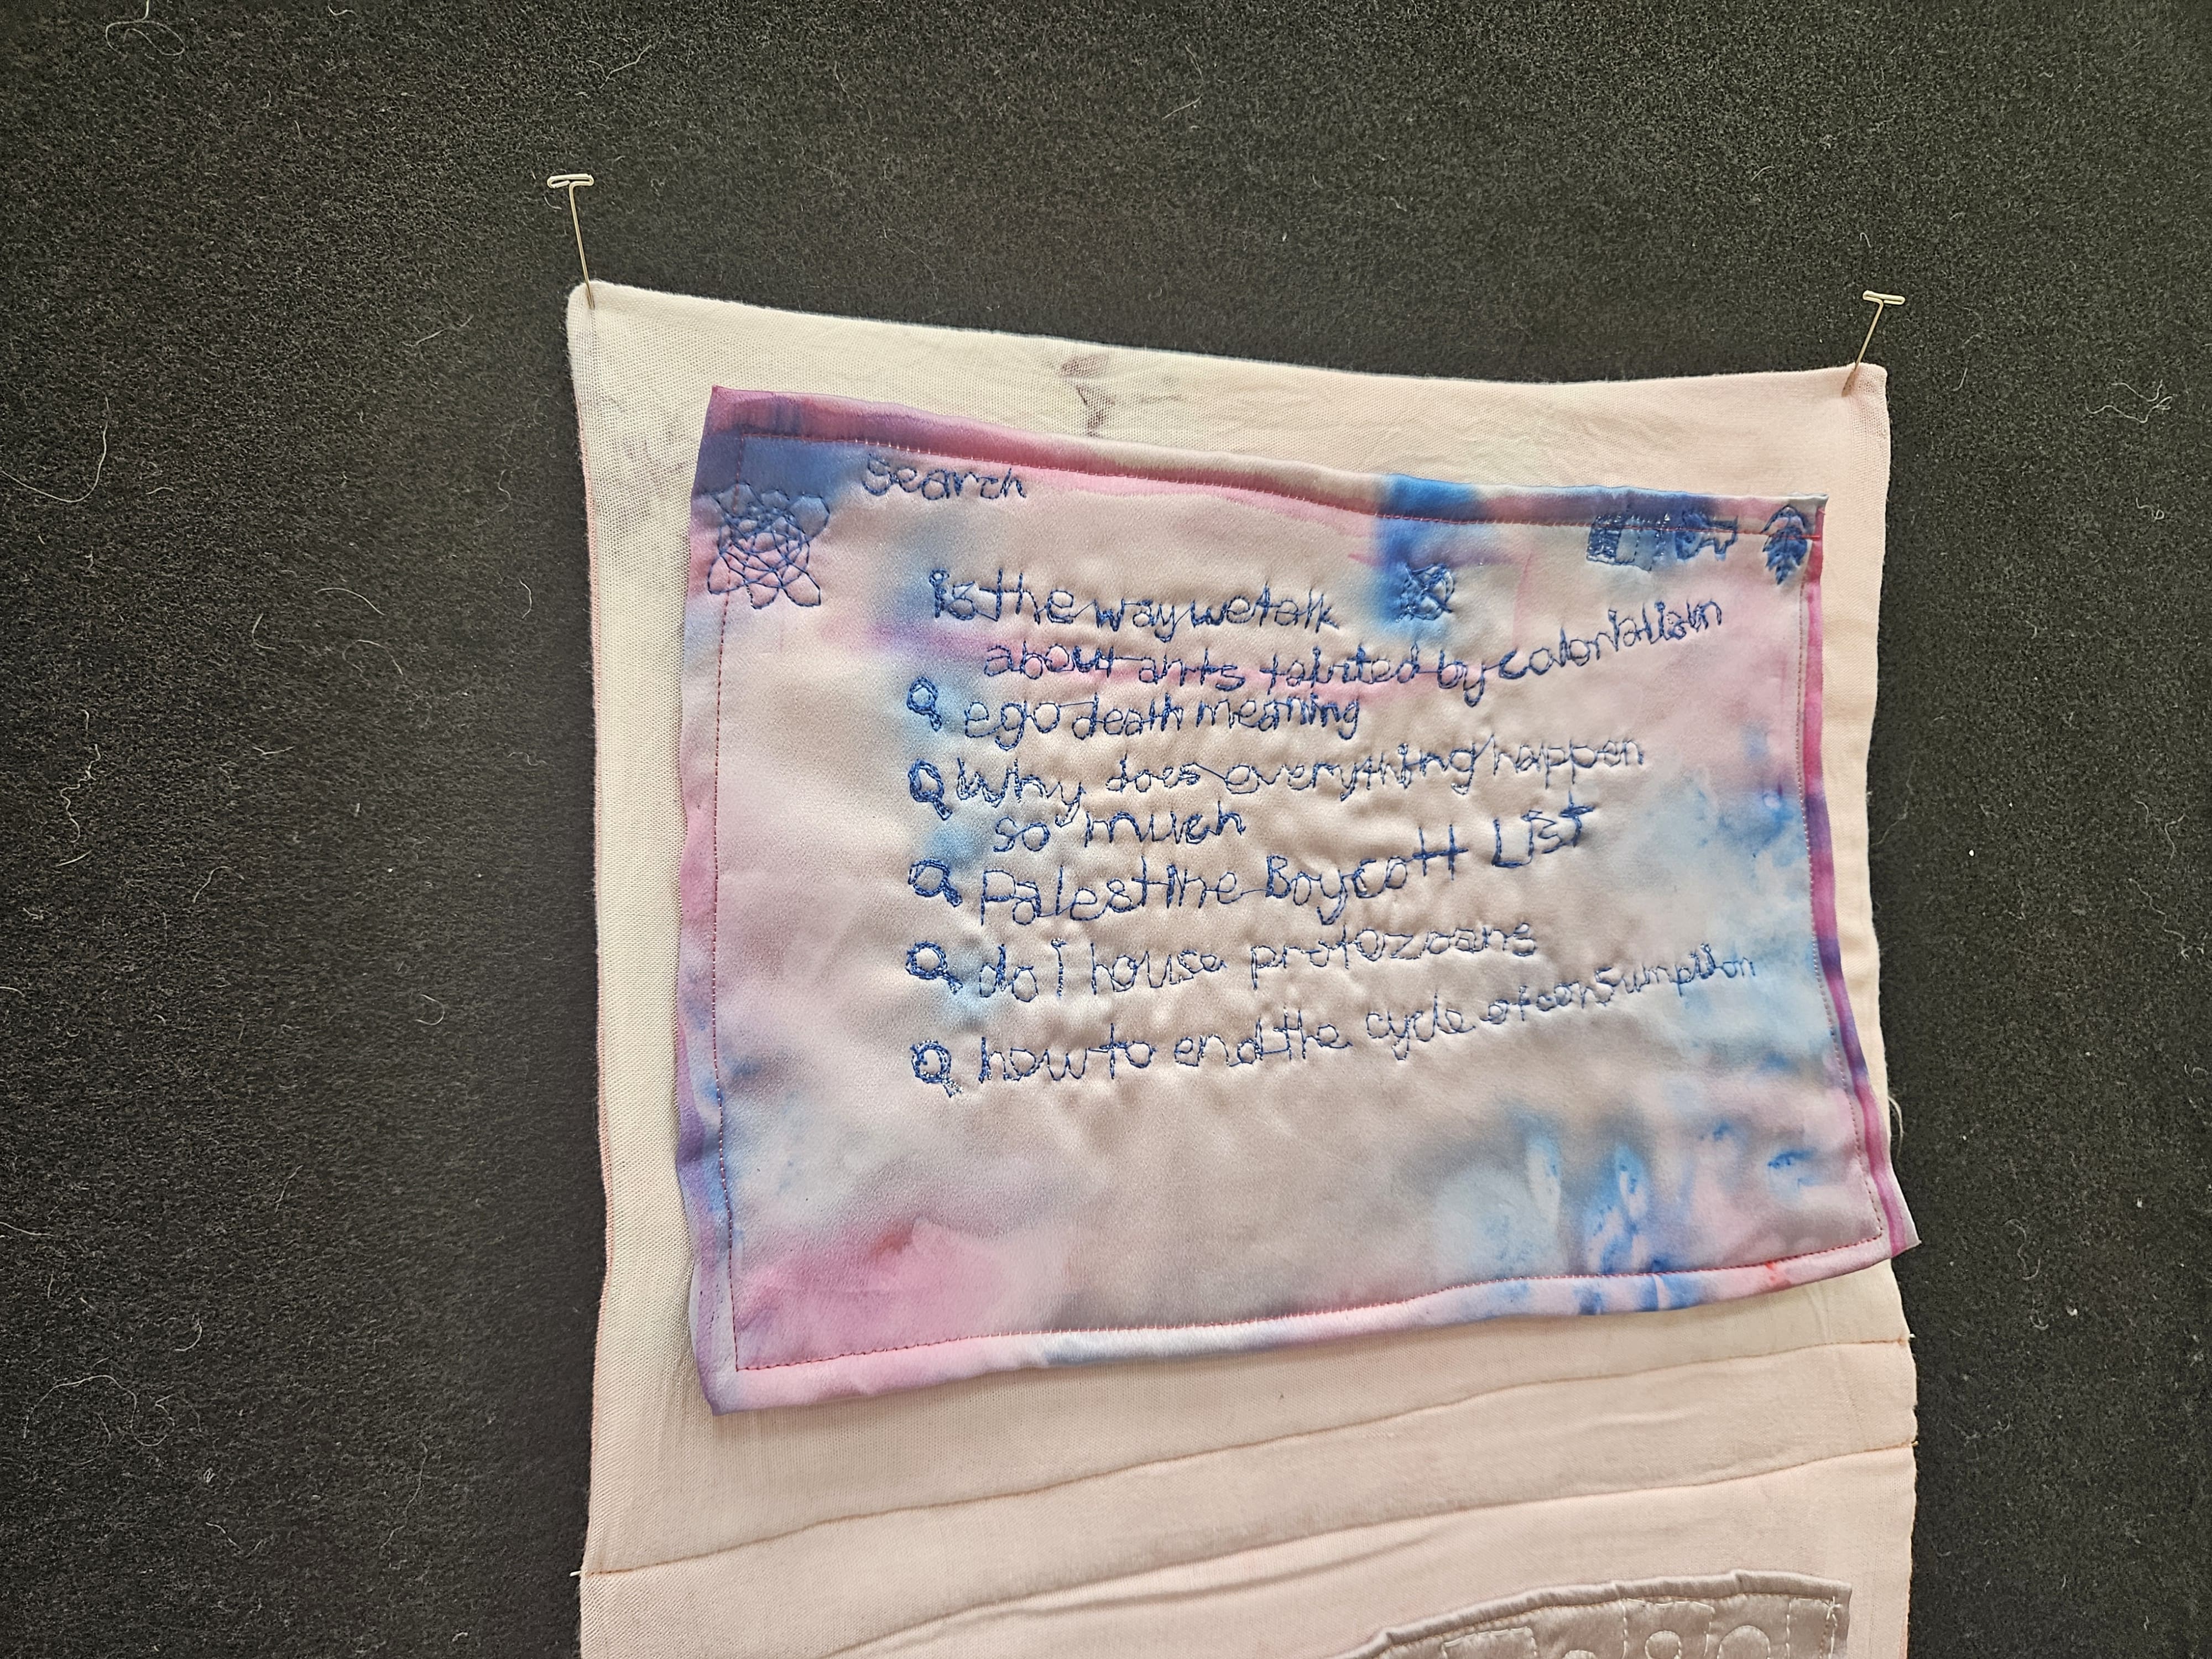 Search
is the way we talk
about arts tainted by colonialism
ego death meaning
Why does everything happen
so much
Palestine Boycott List
do i house protozoans
how to end the cycle of consumption